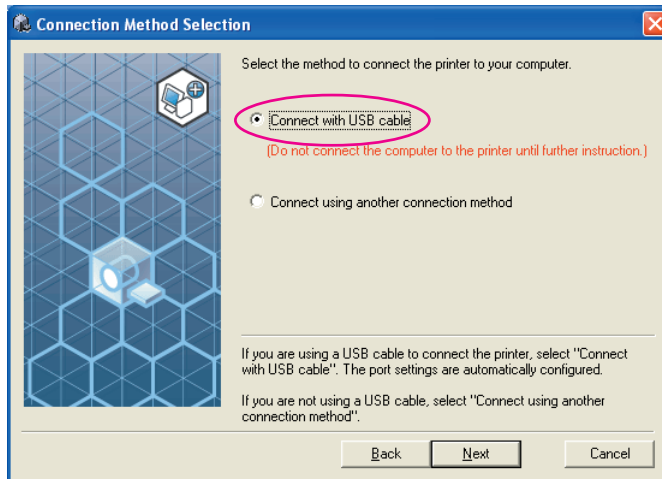 Connection Method Selection
Select the method to connect the printer to your computer.
Connect with USB cable
(Do not connect the computer to the printer until further instruction.)
Connect using another connection method
If you are using a USB cable to connect the printer, select "Connect
with USB cable". The port settings are automatically configured.
If you are not using a USB cable, select "Connect using another
connection method".
Back Next Cancel